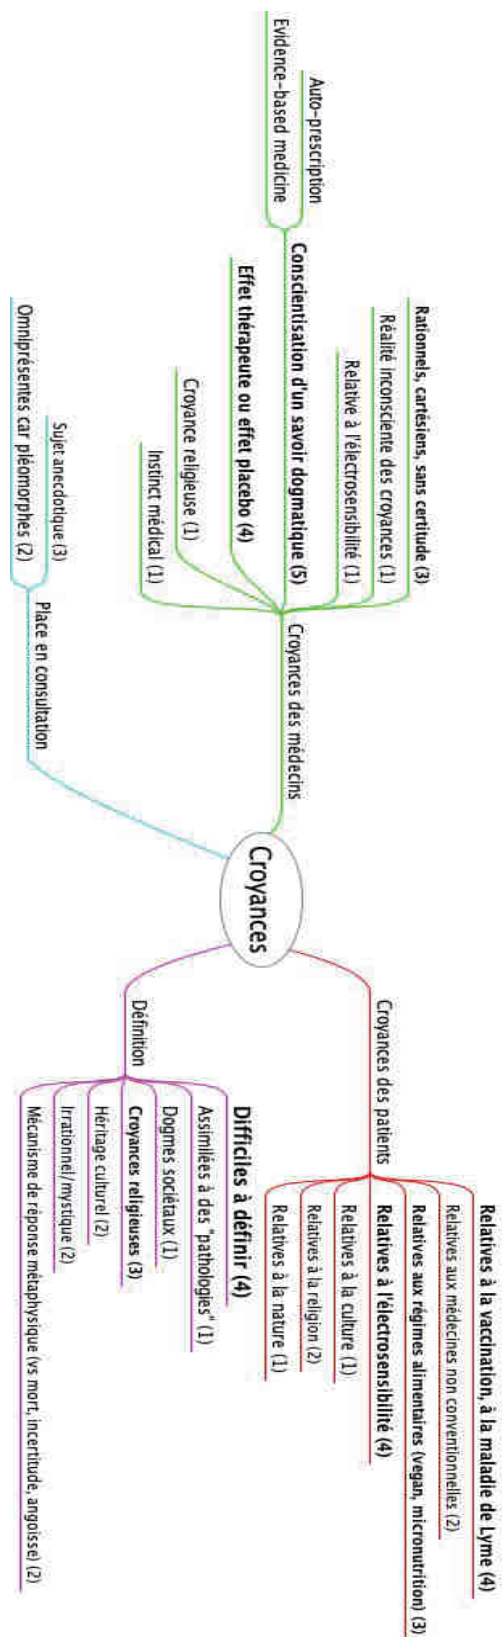 Croyances
Croyances des patients
Relatives à la vaccination, à la maladie de Lyme (4)
Relatives aux médecines non conventionnelles (2)
Relatives aux régimes alimentaires (vegan, micronutrition) (3)
Relatives à l'électrosensibilité (4)
Relatives à la culture (1)
Relatives à la religion (2)
Relatives à la nature (1)
Définition
Difficiles à définir (4)
Assimilées à des "pathologies" (1)
Dogmes sociétaux (1)
Croyances religieuses (3)
Héritage culturel (2)
Irrationnel/mystique (2)
Mécanisme de réponse métaphysique (vs mort, incertitude, angoisse) (2)
Croyances des médecins
Rationnels, cartésiens, sans certitude (3)
Réalité inconsciente des croyances (1)
Relative à l'électrosensibilité (1)
Conscientisation d'un savoir dogmatique (5)
Auto-prescription
Evidence-based medicine
Effet thérapeute ou effet placebo (4)
Croyance religieuse (1)
Instinct médical (1)
Place en consultation
Sujet anecdotique (3)
Omniprésentes car pléomorphes (2)